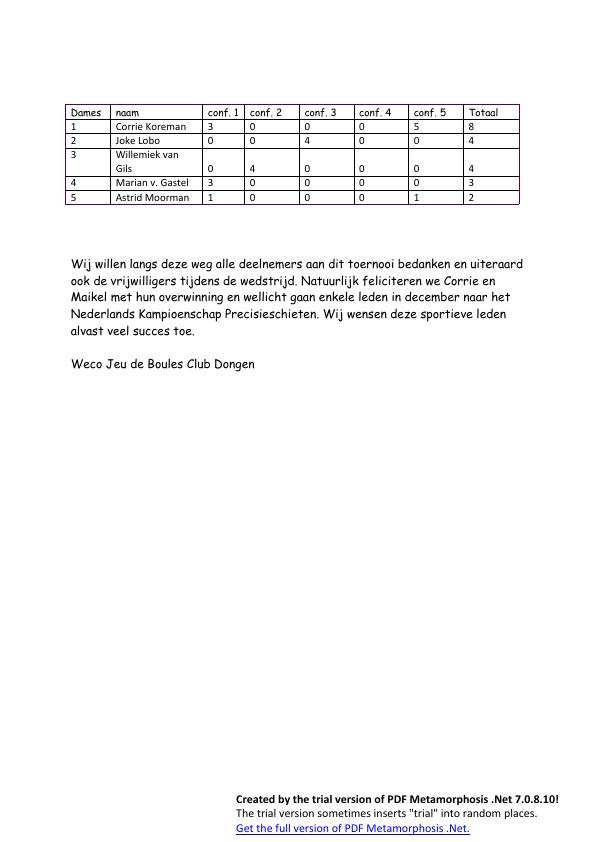 Dames naam conf. 1 conf. 2 conf. 3 conf. 4 conf. 5 Totaal
1 Corrie Koreman 3 0 0 0 5 8
2 Joke Lobo 0 0 4 0 0 4
3 Willemiek van
Gils 0 4 0 0 0 4
4 Marian v. Gastel 3 0 0 0 0 3
5 Astrid Moorman 1 0 0 0 1 2
Wij willen langs deze weg alle deelnemers aan dit toernooi bedanken en uiteraard
ook de vrijwilligers tijdens de wedstrijd. Natuurlijk feliciteren we Corrie en
Maikel met hun overwinning en wellicht gaan enkele leden in december naar het
Nederlands Kampioenschap Precisieschieten. Wij wensen deze sportieve leden
alvast veel succes toe.
Weco Jeu de Boules Club Dongen
Created by the trial version of PDF Metamorphosis .Net 7.0.8.10!
The trial version sometimes inserts "trial" into random places.
Get the full version of PDF Metamorphosis .Net.